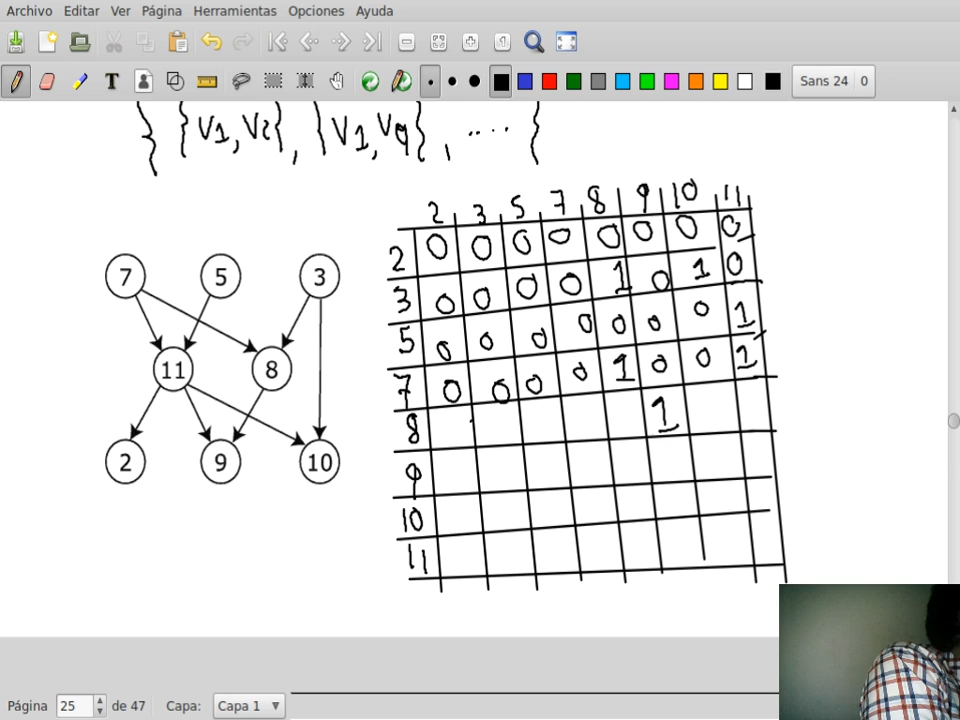 Archivo Editar Ver Página Herramientas Opciones Ayuda
T Sans 24 0
{ {V1, V2}, {V1, V9}, ..... }
2 3 5 7 8 9 10 11
2 0 0 0 0 0 0 0 0
3 0 0 0 0 1 0 1 0
5 0 0 0 0 0 0 0 1
7 0 0 0 0 1 0 0 1
8 1
9
10
11
7 5 3
11 8
2 9 10
Página 25 de 47 Capa: Capa 1